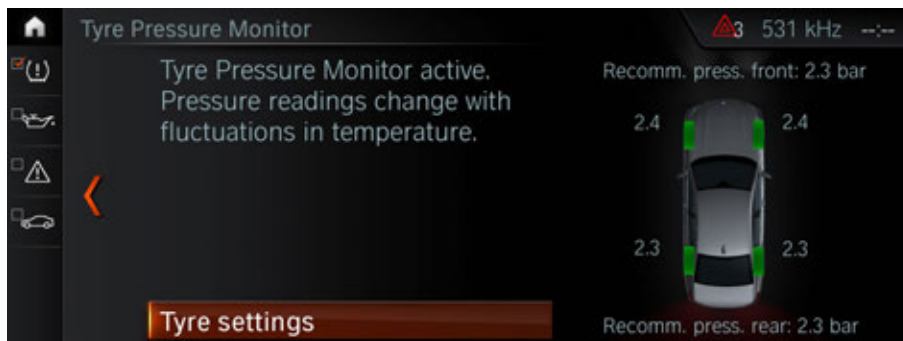 Tyre Pressure Monitor
3 531 kHz --:--
Tyre Pressure Monitor active.
Pressure readings change with
fluctuations in temperature.
Recomm. press. front: 2.3 bar
2.4 2.4
2.3 2.3
Tyre settings
Recomm. press. rear: 2.3 bar